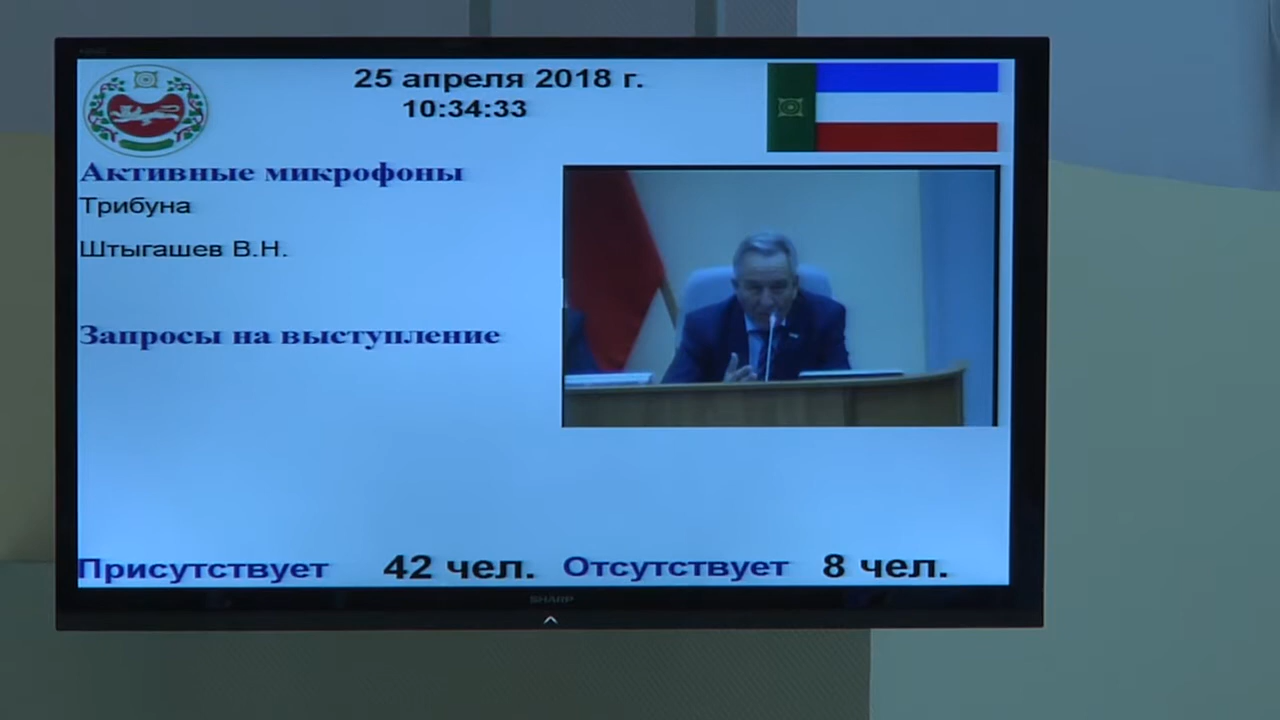 25 апреля 2018 г.
10:34:33
Активные микрофоны
Трибуна
Штыгашев В.Н.
Запросы на выступление
Присутствует 42 чел. Отсутствует 8 чел.
SHARP